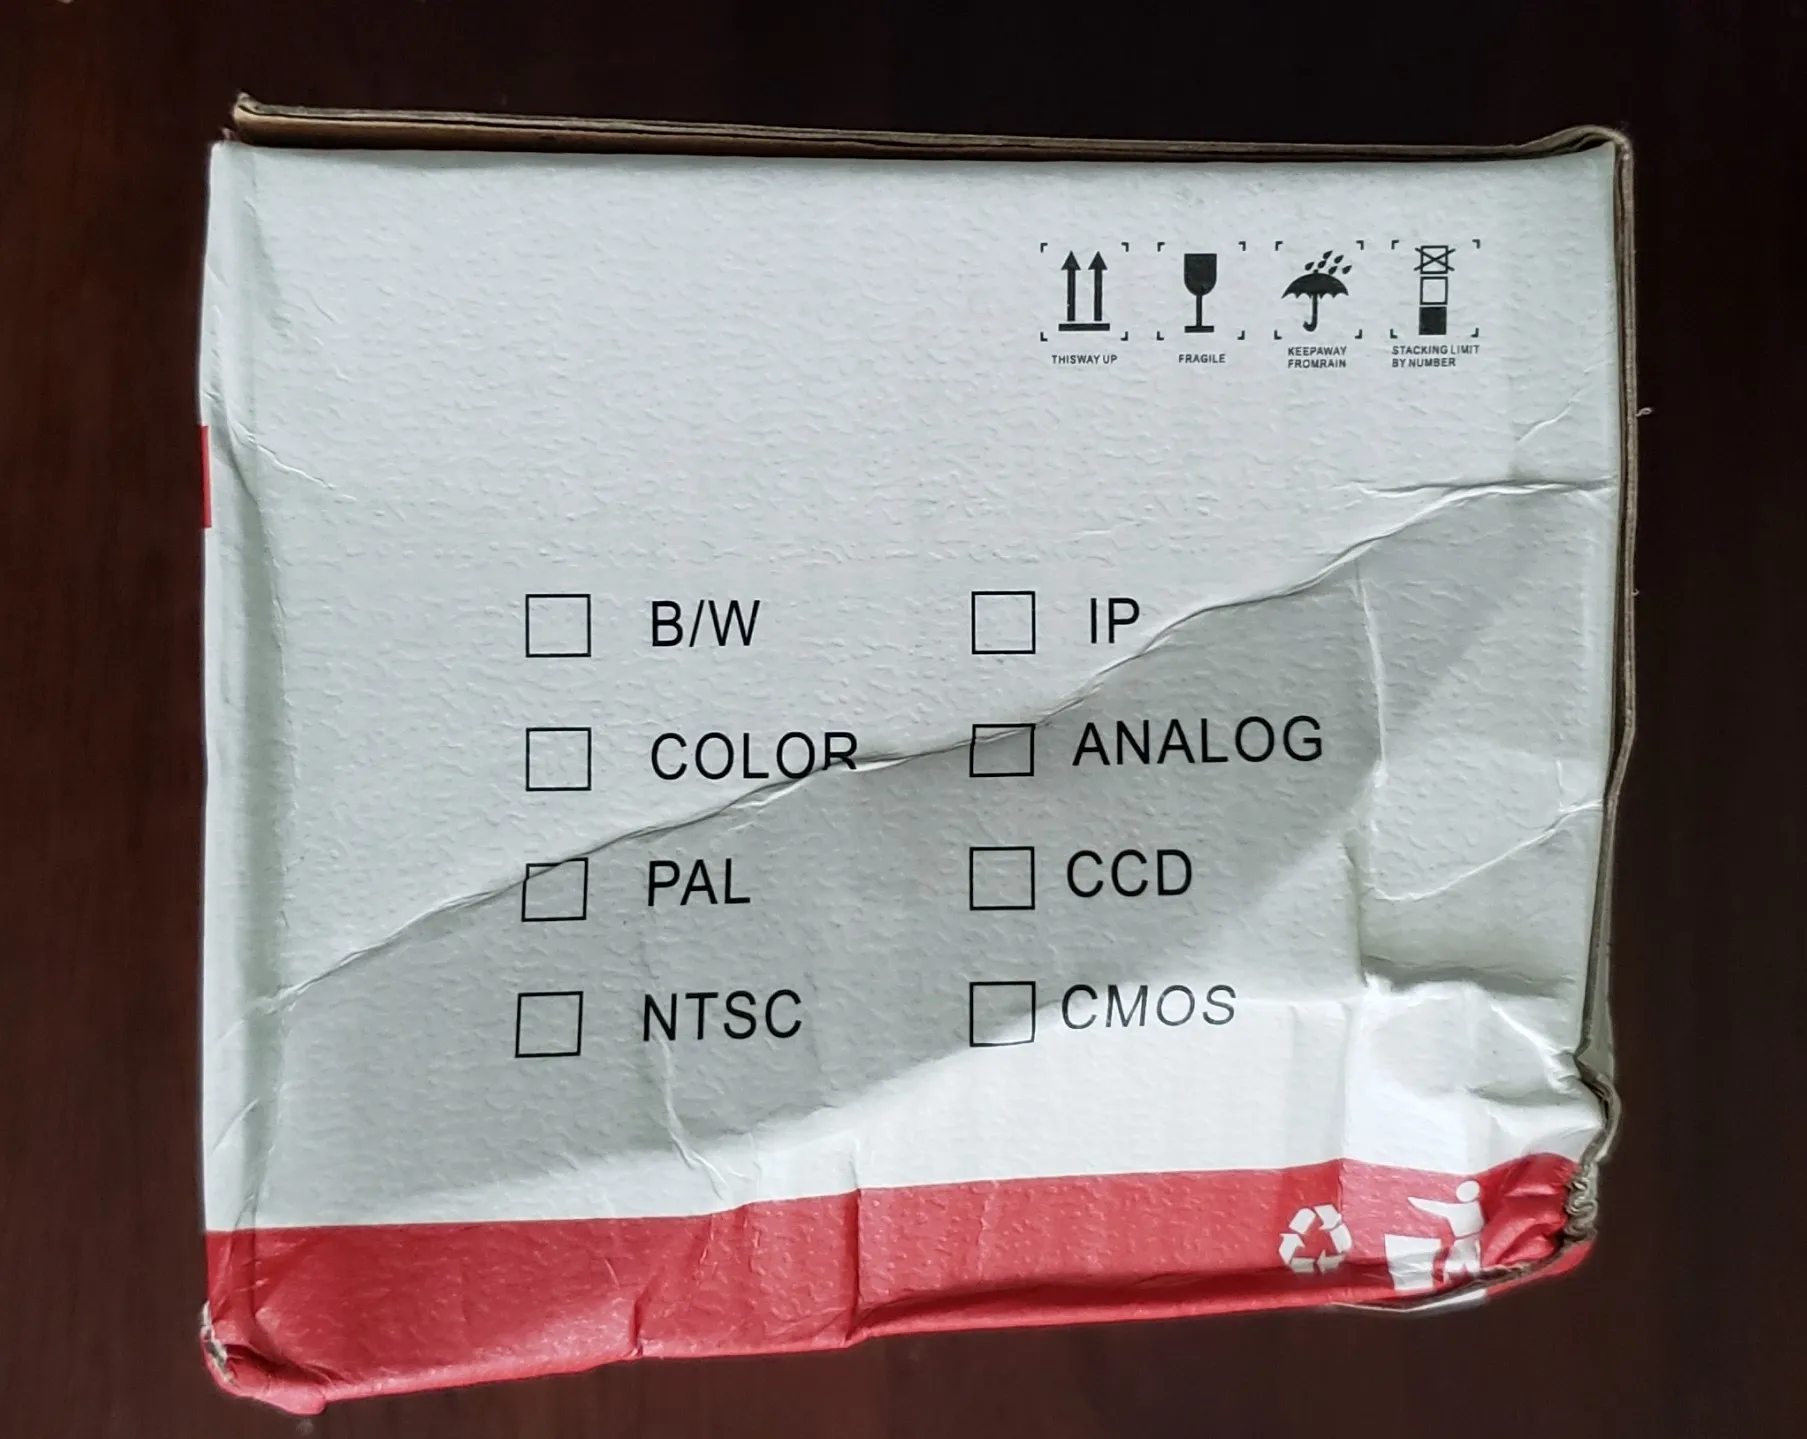 THISWAY UP
FRAGILE
KEEPAWAY
FROMRAIN
STACKING LIMIT
BY NUMBER
B/W
IP
COLOR
ANALOG
PAL
CCD
NTSC
CMOS